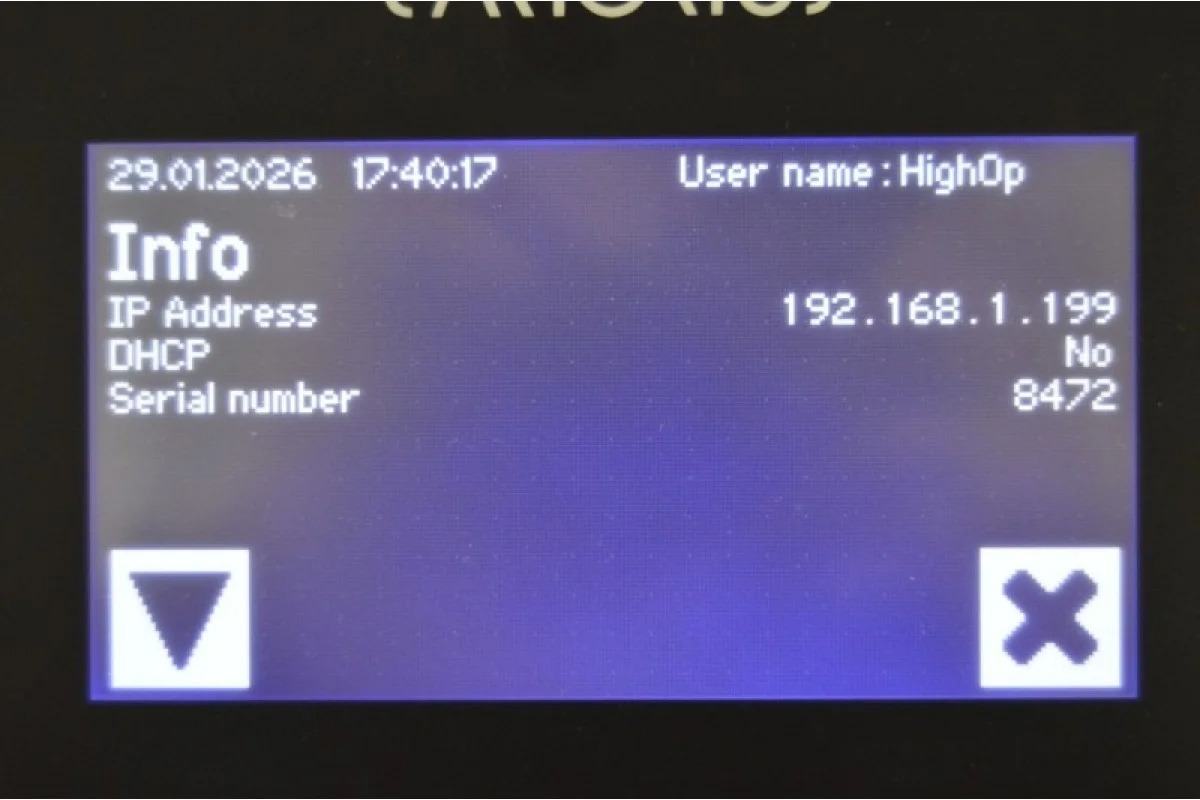 29.01.2026 17:40:17 User name:HighOp
Info
IP Address 192.168.1.199
DHCP No
Serial number 8472